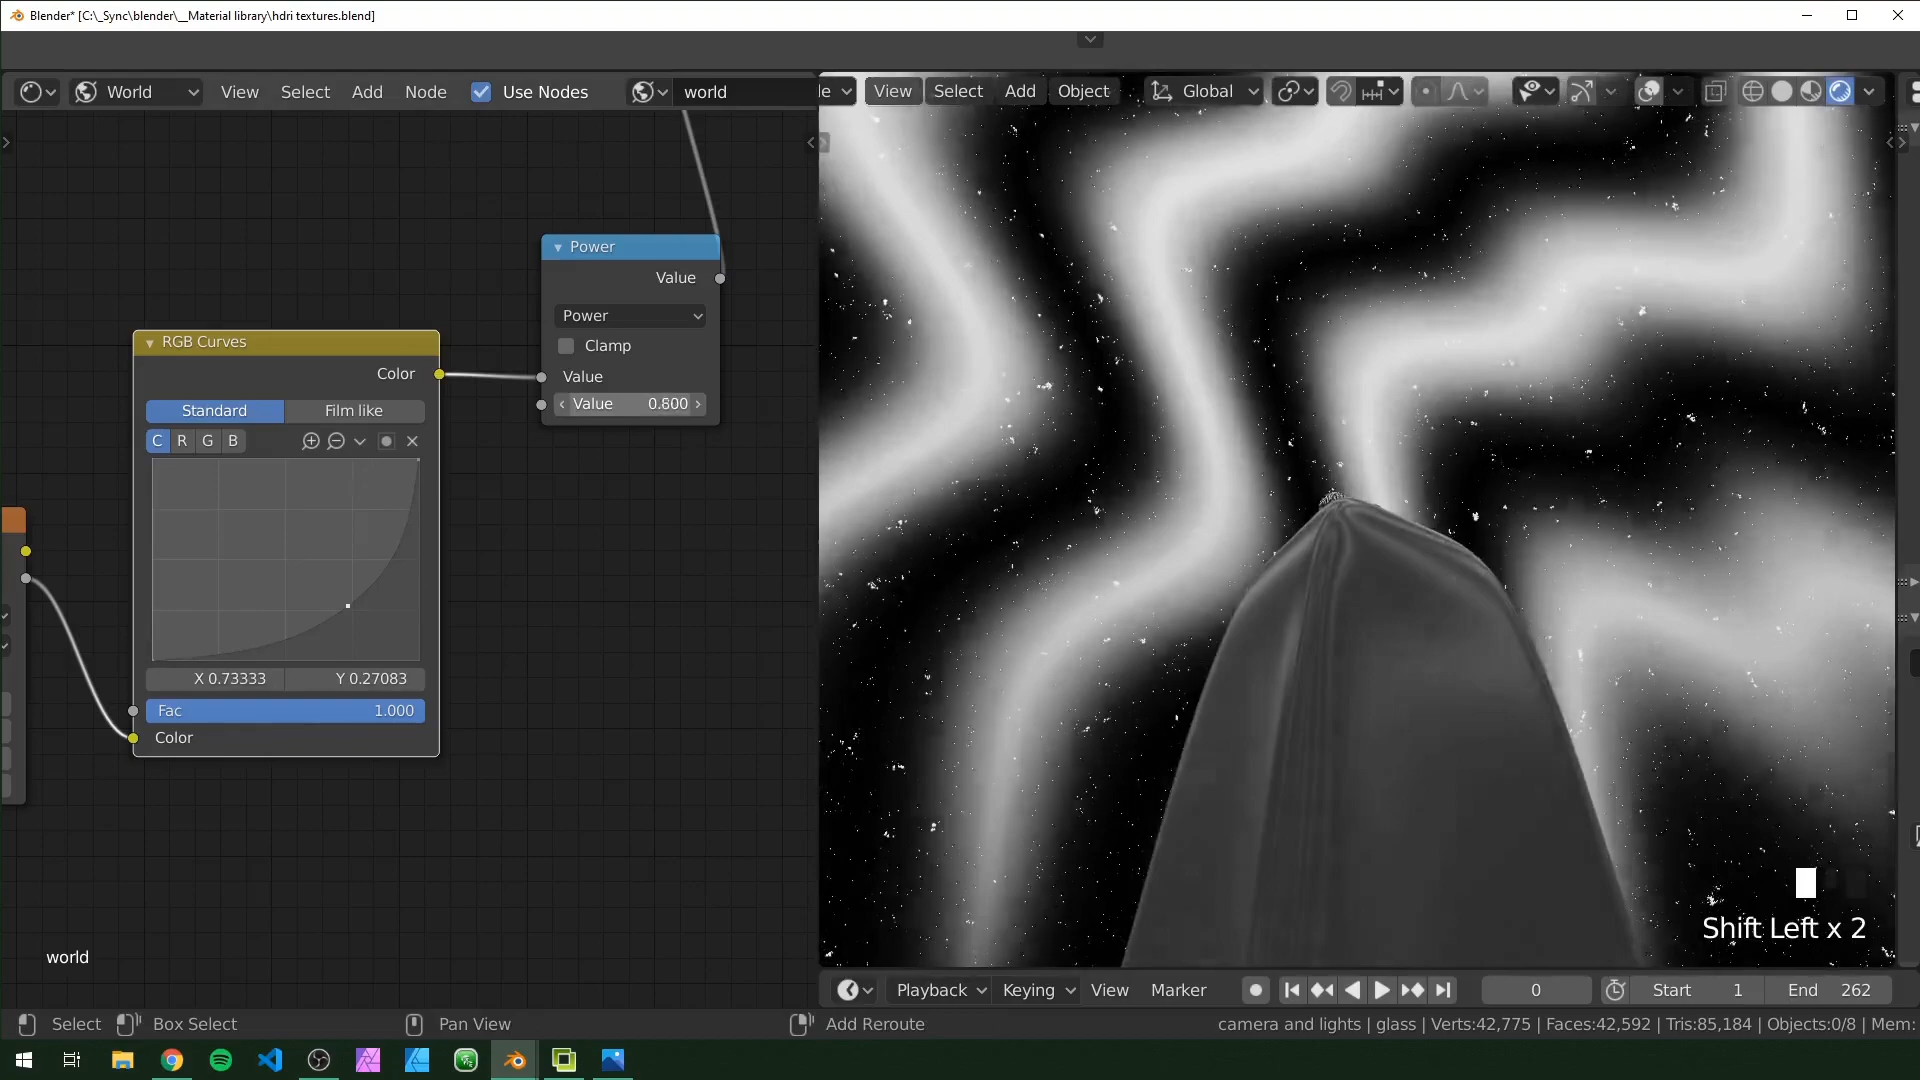 Blender* [C:\_Sync\blender\__Material library\hdri textures.blend]
World View Select Add Node Use Nodes world
de View Select Add Object Global
Power
Value
Power
Clamp
Value
Value 0.800
RGB Curves
Color
Standard Film like
C R G B
X 0.73333 Y 0.27083
Fac 1.000
Color
world
Shift Left x 2
Playback Keying View Marker 0 Start 1 End 262
Select Box Select Pan View Add Reroute camera and lights | glass | Verts:42,775 | Faces:42,592 | Tris:85,184 | Objects:0/8 | Mem: